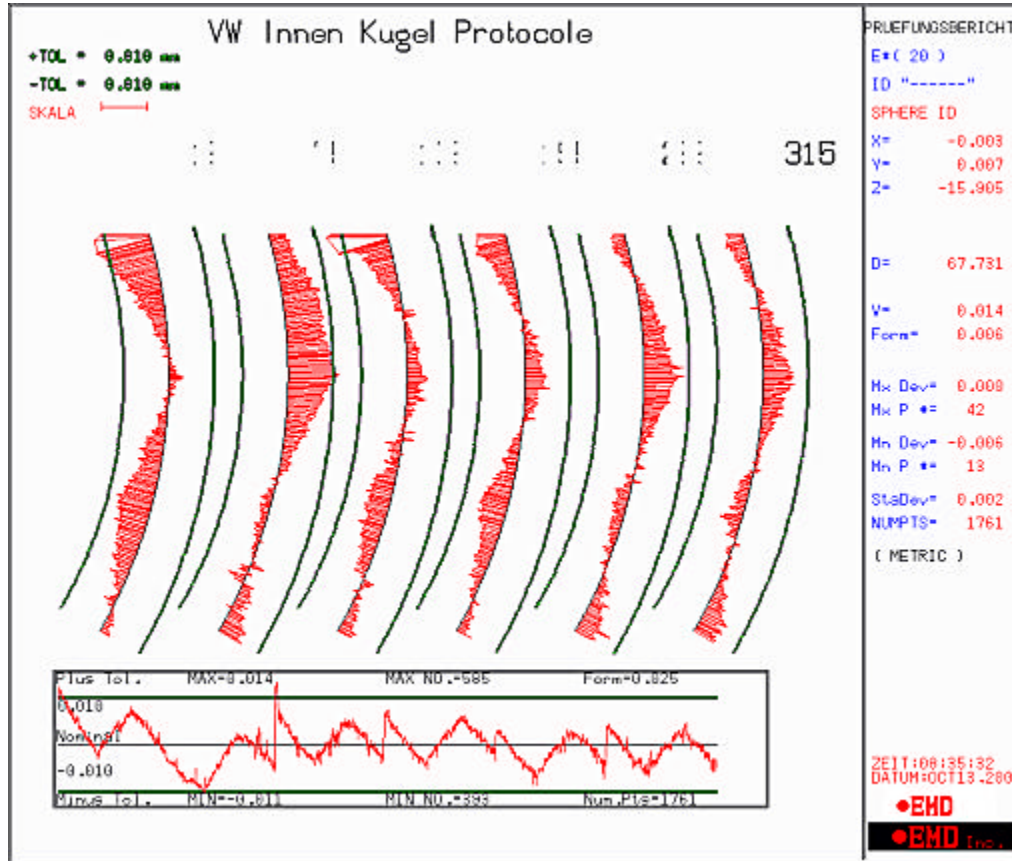 VW Innen Kugel Protocole
+TOL = 0.010 mm
-TOL = 0.010 mm
SKALA
315
Plus Tol. MAX=0.014 MAX NO.=585 Form=0.025
0.010
Nominal
-0.010
Minus Tol. MIN=-0.011 MIN NO.=393 Num.Pts=1761
PRUEFUNGSBERICHT
E*( 20 )
ID "------"
SPHERE ID
X= -0.003
Y= 0.007
Z= -15.905
D= 67.731
V= 0.014
Form= 0.006
Mx Dev= 0.008
Mx P #= 42
Mn Dev= -0.006
Mn P #= 13
StaDev= 0.002
NUMPTS= 1761
( METRIC )
ZEIT:08:35:32
DATUM:OCT13.200
EMD
EMD Inc.